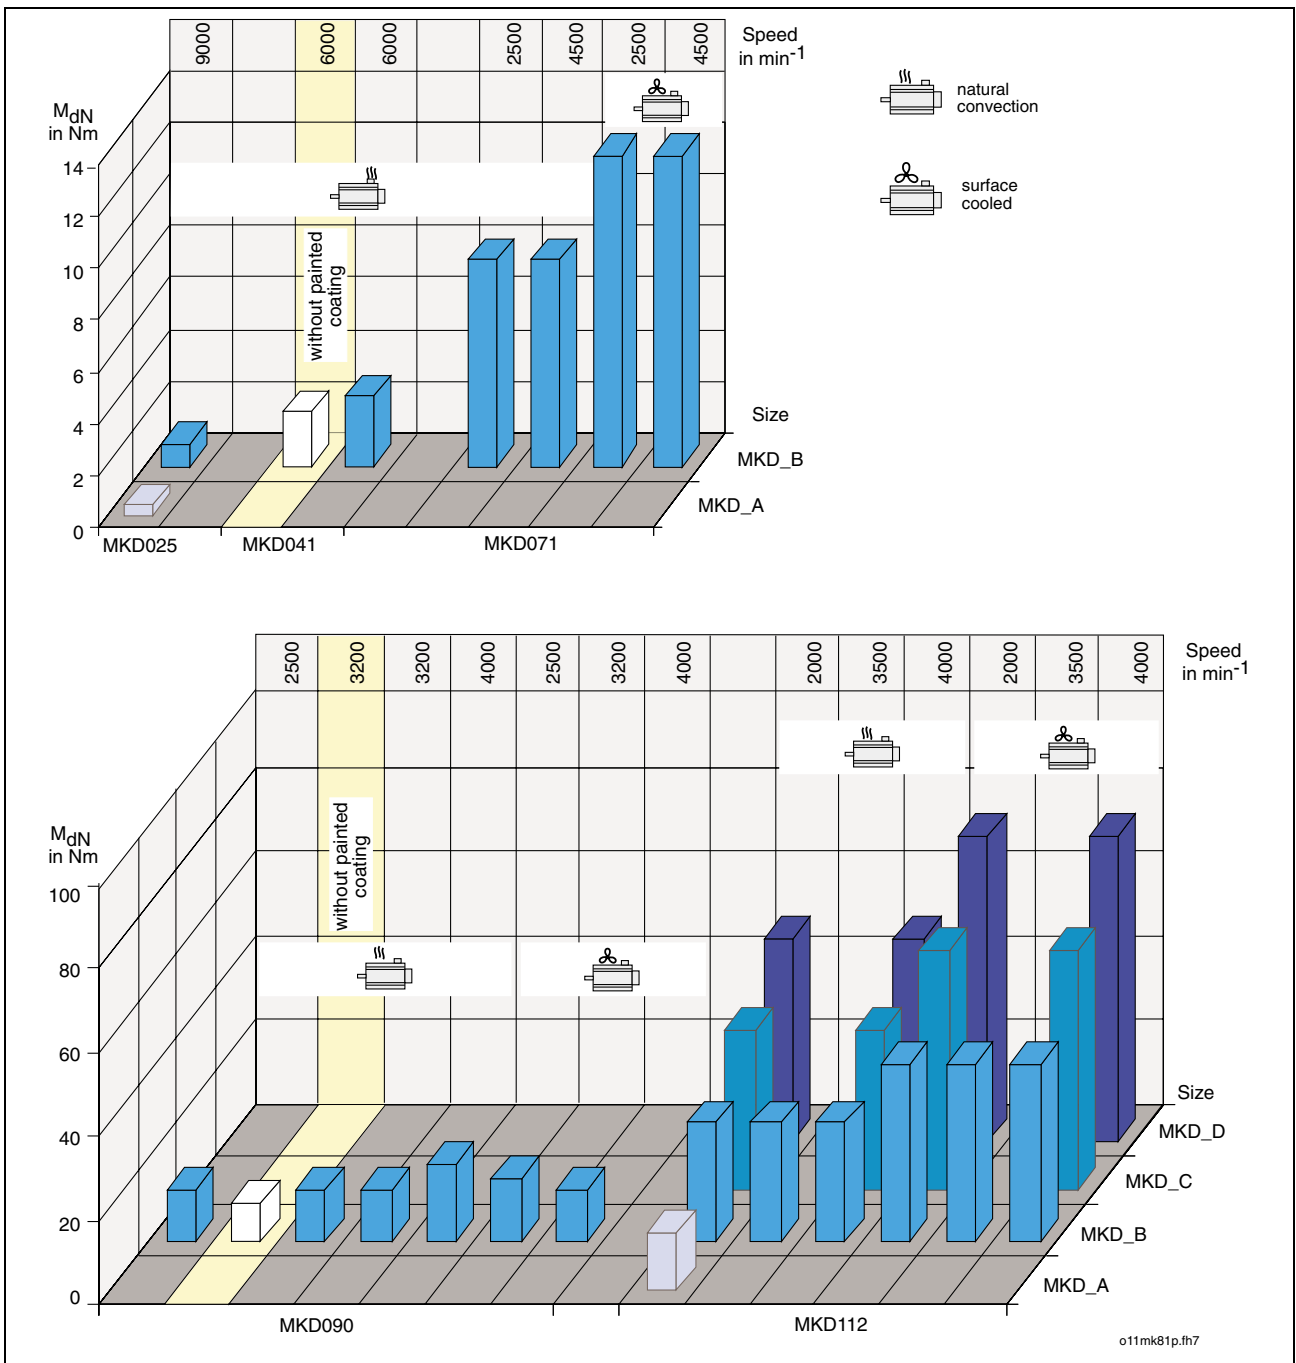 9000
6000
6000
2500
4500
2500
4500
Speed
in min-1
natural
convection
surface
cooled
MdN
in Nm
14
12
10
8
6
4
2
0
without painted
coating
Size
MKD_B
MKD_A
MKD025
MKD041
MKD071
2500
3200
3200
4000
2500
3200
4000
2000
3500
4000
2000
3500
4000
Speed
in min-1
MdN
in Nm
100
80
60
40
20
0
without painted
coating
Size
MKD_D
MKD_C
MKD_B
MKD_A
MKD090
MKD112
o11mk81p.fh7